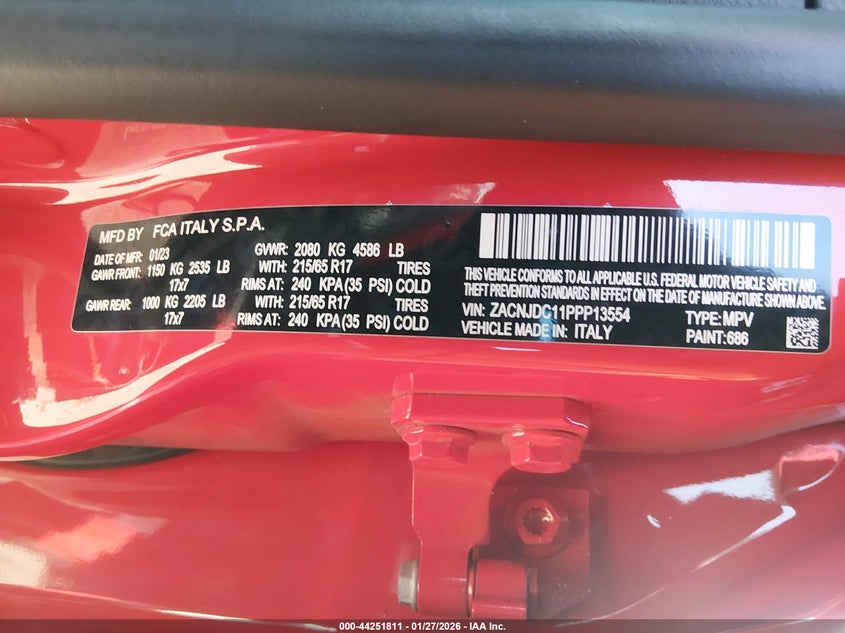 MFD BY FCA ITALY S.P.A.
DATE OF MFR: 01/23 GVWR: 2080 KG 4586 LB
GAWR FRONT: 1150 KG 2535 LB WITH: 215/65 R17 TIRES
17x7 RIMS AT: 240 KPA(35 PSI) COLD
GAWR REAR: 1000 KG 2205 LB WITH: 215/65 R17 TIRES
17x7 RIMS AT: 240 KPA(35 PSI) COLD
THIS VEHICLE CONFORMS TO ALL APPLICABLE U.S. FEDERAL MOTOR VEHICLE SAFETY AND
THEFT PREVENTION STANDARDS IN EFFECT ON THE DATE OF MANUFACTURE SHOWN ABOVE.
VIN: ZACNJDC11PPP13554 TYPE: MPV
VEHICLE MADE IN: ITALY PAINT: 686
000-44251811 — 01/27/2026 — IAA Inc.